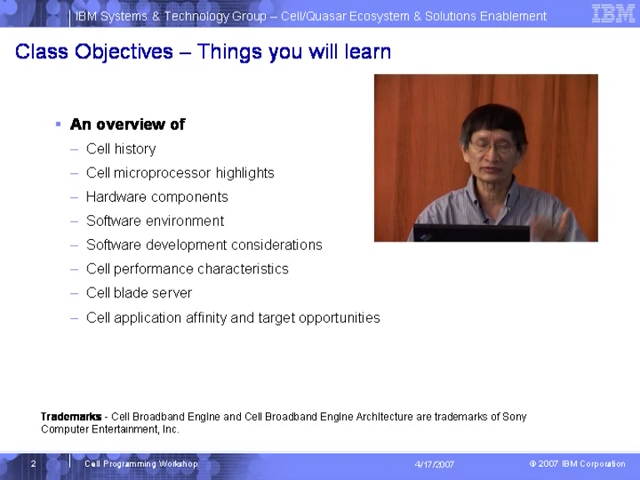 IBM Systems & Technology Group – Cell/Quasar Ecosystem & Solutions Enablement
IBM
Class Objectives – Things you will learn
An overview of
– Cell history
– Cell microprocessor highlights
– Hardware components
– Software environment
– Software development considerations
– Cell performance characteristics
– Cell blade server
– Cell application affinity and target opportunities
Trademarks - Cell Broadband Engine and Cell Broadband Engine Architecture are trademarks of Sony
Computer Entertainment, Inc.
2 Cell Programming Workshop 4/17/2007 © 2007 IBM Corporation